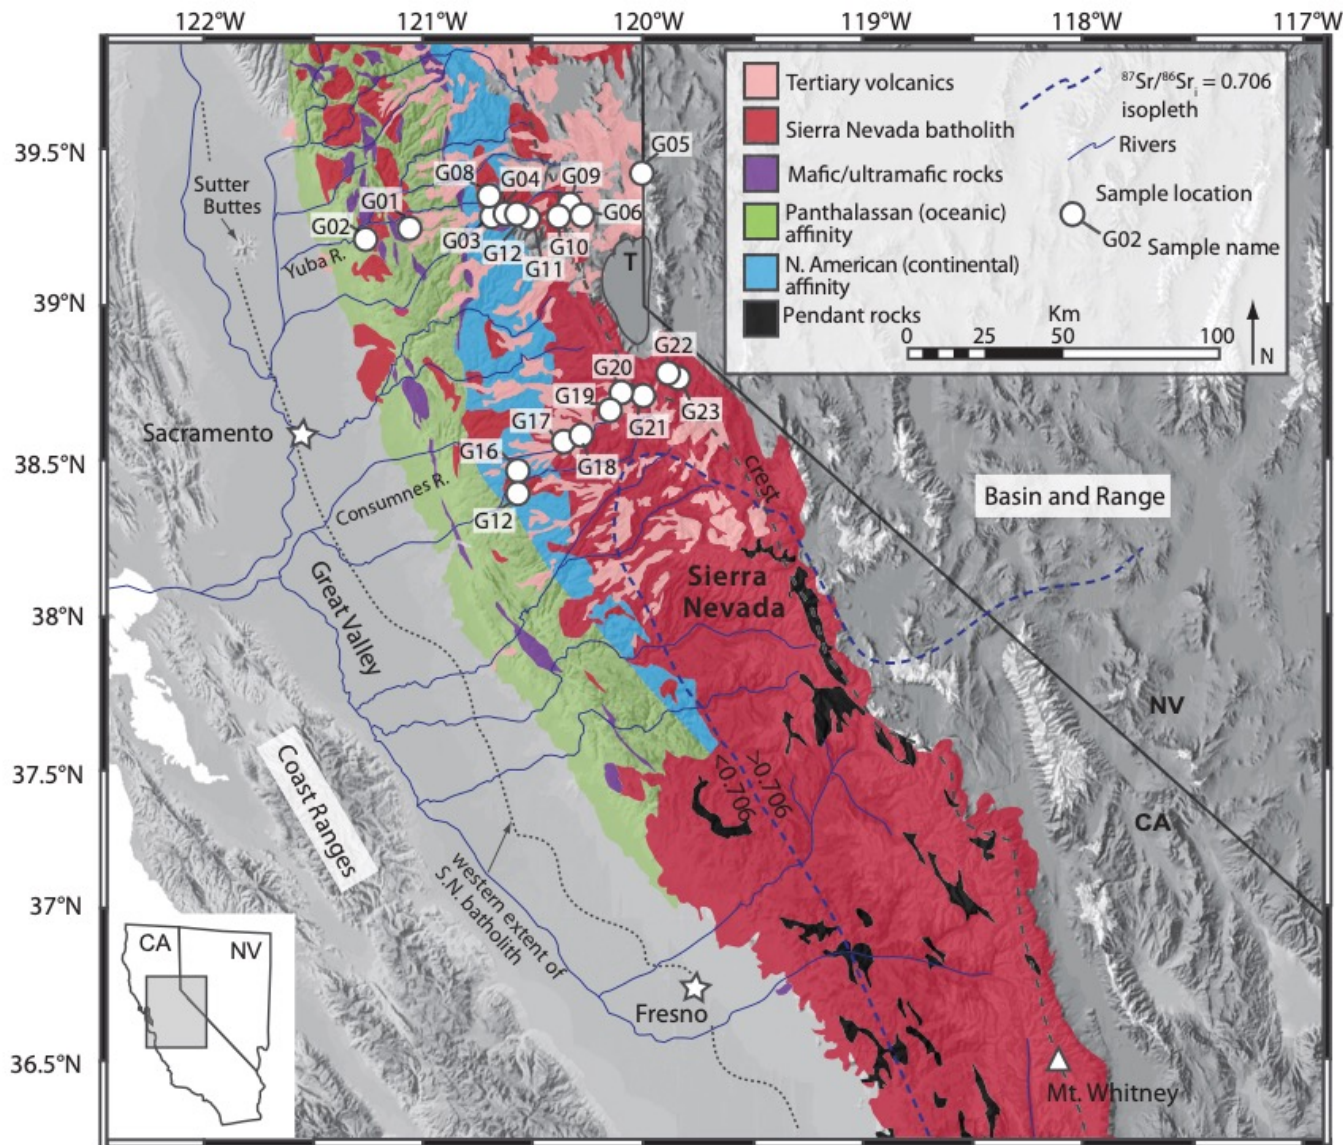 122°W
121°W
120°W
119°W
118°W
117°W
39.5°N
39°N
38.5°N
38°N
37.5°N
37°N
36.5°N
Tertiary volcanics
Sierra Nevada batholith
Mafic/ultramafic rocks
Panthalassan (oceanic)
affinity
N. American (continental)
affinity
Pendant rocks
87Sr/86Sri = 0.706
isopleth
Rivers
Sample location
G02 Sample name
Km
0 25 50 100
N
G05
G08
G04
G09
G01
G02
G06
G03
G12
G10
G11
T
Sutter
Buttes
Yuba R.
G22
G20
G19
G23
G17
G21
G16
G18
G12
Sacramento
Consumnes R.
crest
Basin and Range
Sierra
Nevada
Great Valley
NV
CA
Coast Ranges
<0.706
>0.706
western extent of
S.N. batholith
Fresno
Mt. Whitney
CA
NV